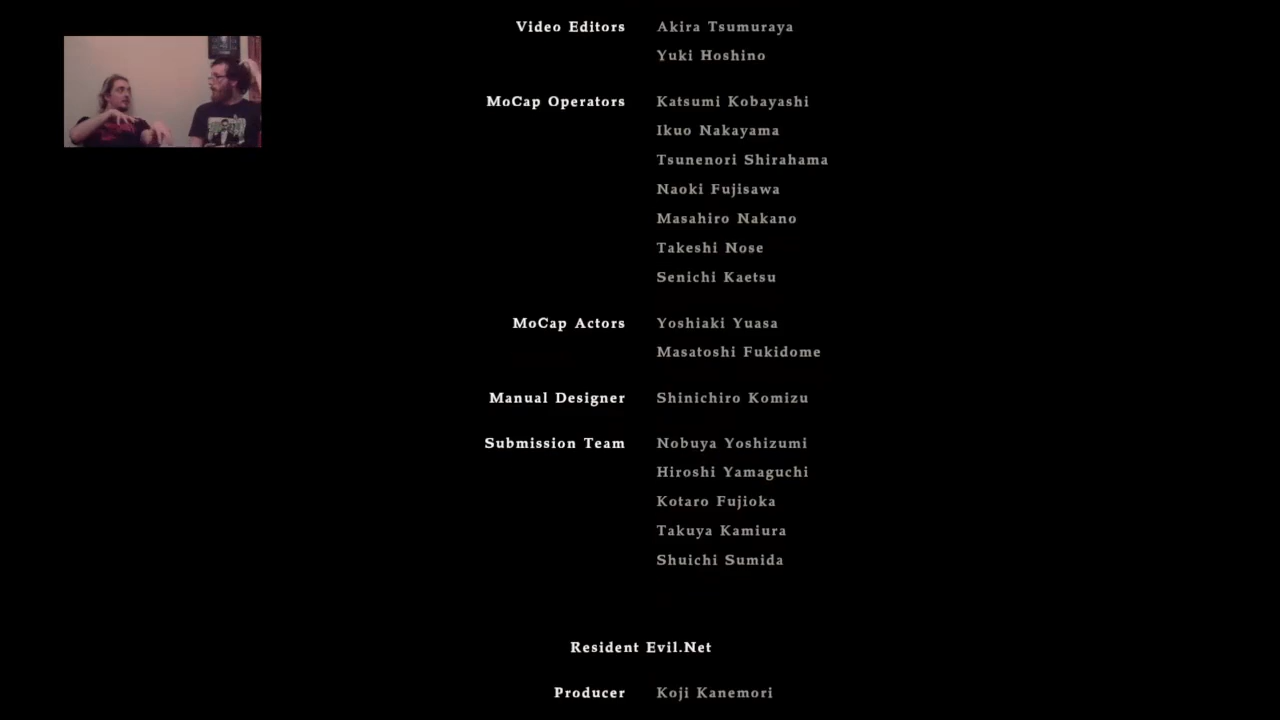 Video Editors Akira Tsumuraya
Yuki Hoshino
MoCap Operators Katsumi Kobayashi
Ikuo Nakayama
Tsunenori Shirahama
Naoki Fujisawa
Masahiro Nakano
Takeshi Nose
Senichi Kaetsu
MoCap Actors Yoshiaki Yuasa
Masatoshi Fukidome
Manual Designer Shinichiro Komizu
Submission Team Nobuya Yoshizumi
Hiroshi Yamaguchi
Kotaro Fujioka
Takuya Kamiura
Shuichi Sumida
Resident Evil.Net
Producer Koji Kanemori